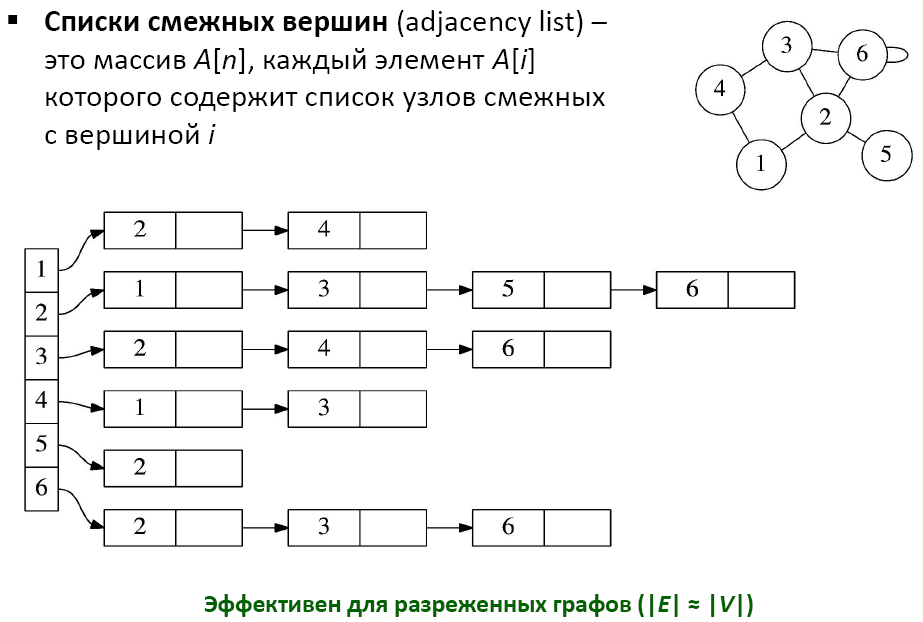 ▪ Списки смежных вершин (adjacency list) –
это массив A[n], каждый элемент A[i]
которого содержит список узлов смежных
с вершиной i
3
6
4
2
1
5
1 2 4
2 1 3 5 6
3 2 4 6
4 1 3
5 2
6 2 3 6
Эффективен для разреженных графов (|E| ≈ |V|)